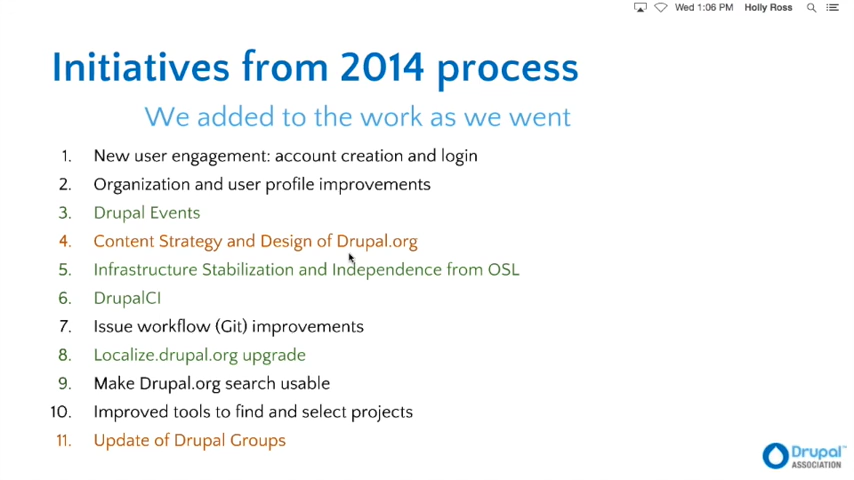 Wed 1:06 PM Holly Ross
Initiatives from 2014 process
We added to the work as we went
1. New user engagement: account creation and login
2. Organization and user profile improvements
3. Drupal Events
4. Content Strategy and Design of Drupal.org
5. Infrastructure Stabilization and Independence from OSL
6. DrupalCI
7. Issue workflow (Git) improvements
8. Localize.drupal.org upgrade
9. Make Drupal.org search usable
10. Improved tools to find and select projects
11. Update of Drupal Groups
Drupal™
ASSOCIATION